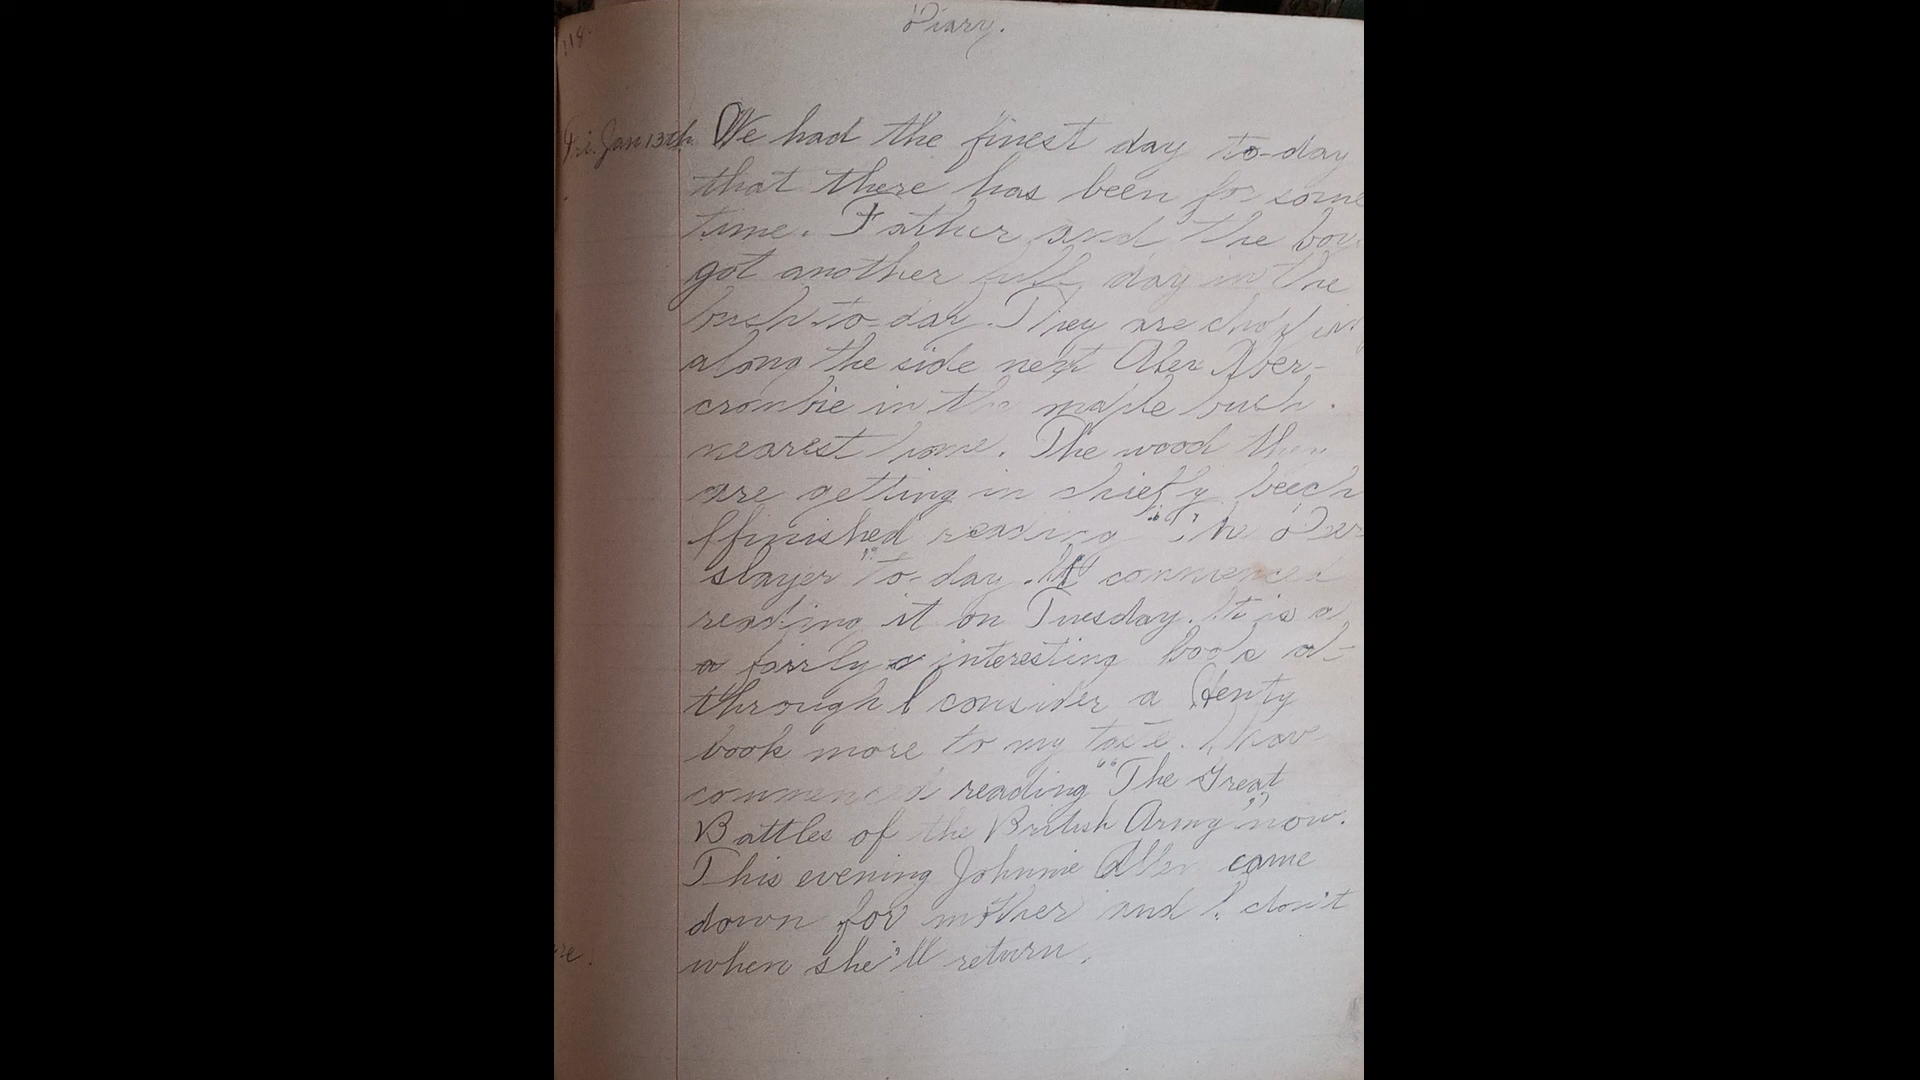 118.
Diary.
Fri. Jan 13th We had the finest day to-day
that there has been for some
time. Father and the boys
got another full day in the
bush to-day. They are chopping
along the side next Alex Aber-
crombie in the maple bush
nearest home. The wood they
are getting in chiefly beech
I finished reading "The Deer
slayer" to-day. I commenced
reading it on Tuesday. It is a
a fairly interesting book al-
through I consider a Henty
book more to my taste. I have
commenced reading "The Great
Battles of the British Army" now.
This evening Johnnie came
down for mother and I don't
when she'll return.
re.